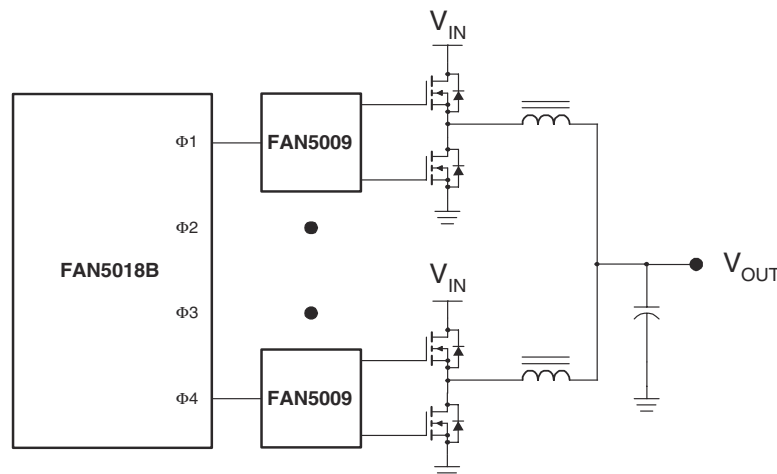 V_IN
Φ1
FAN5009
Φ2
FAN5018B
V_IN
V_OUT
Φ3
Φ4
FAN5009